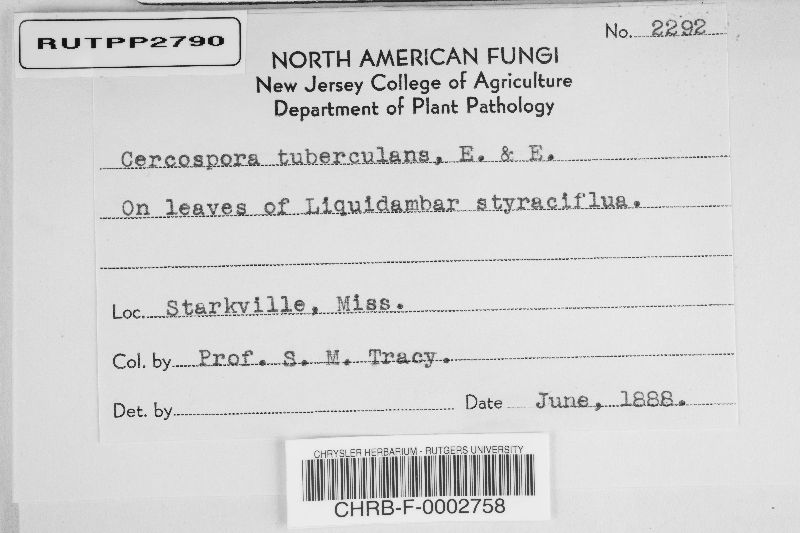 RUTPP2790
No. 2292
NORTH AMERICAN FUNGI
New Jersey College of Agriculture
Department of Plant Pathology
Cercospora tuberculans, E. & E.
On leaves of Liquidambar styraciflua.
Loc. Starkville, Miss.
Col. by Prof. S. M. Tracy.
Det. by
Date June, 1888.
CHRYSLER HERBARIUM - RUTGERS UNIVERSITY
CHRB-F-0002758